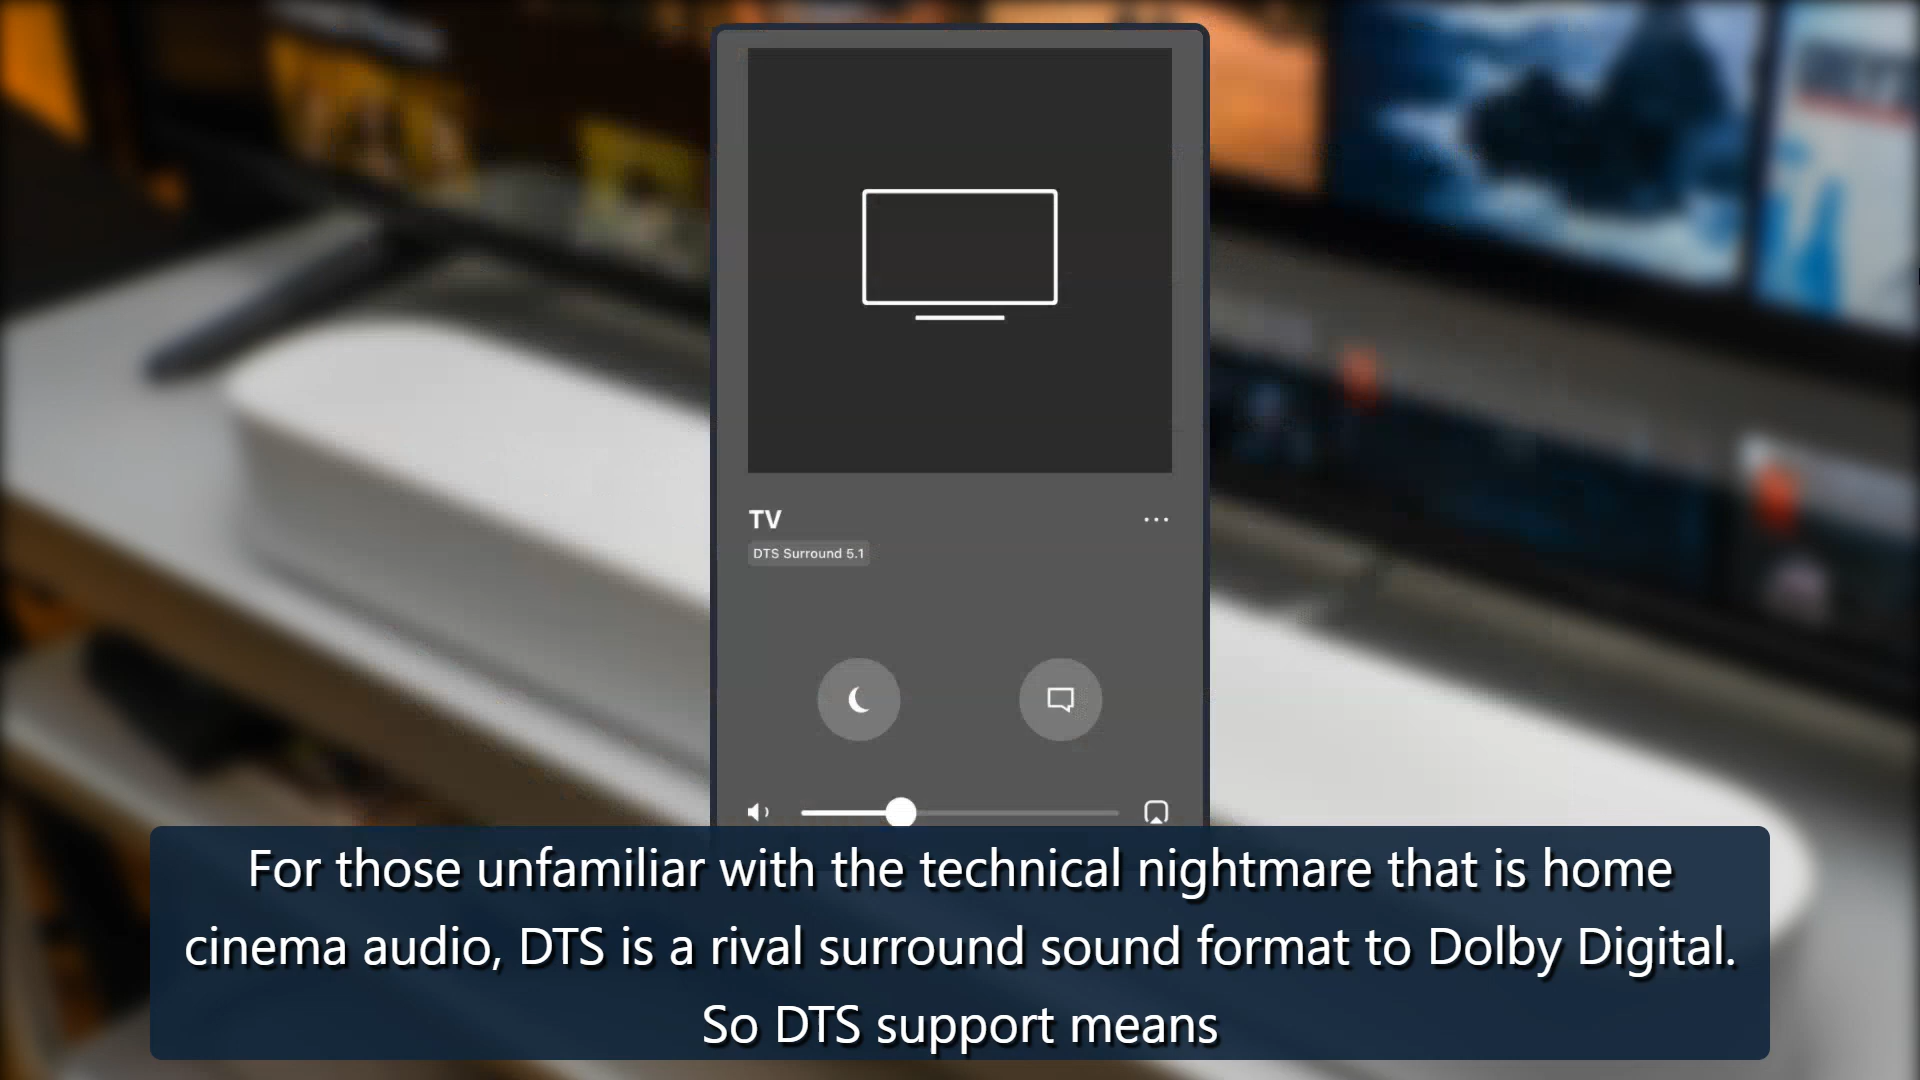 TV
DTS Surround 5.1
For those unfamiliar with the technical nightmare that is home
cinema audio, DTS is a rival surround sound format to Dolby Digital.
So DTS support means